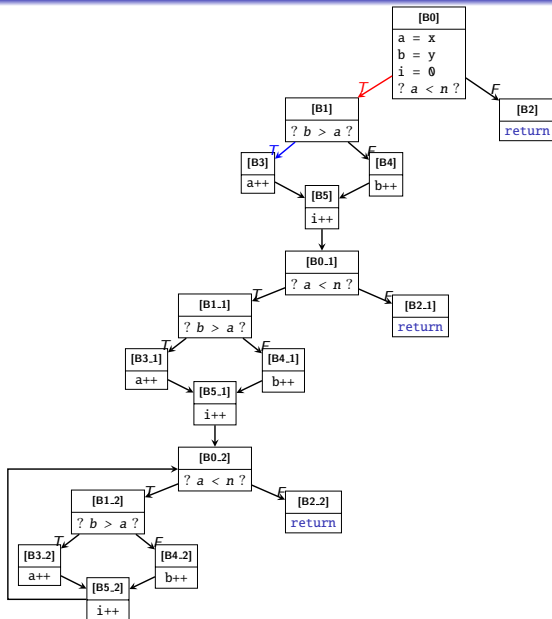 [B0]
a = x
b = y
i = 0
? a < n ?
T
F
[B2]
return
[B1]
? b > a ?
T
F
[B3]
a++
[B4]
b++
[B5]
i++
[B0_1]
? a < n ?
T
F
[B2_1]
return
[B1_1]
? b > a ?
T
F
[B3_1]
a++
[B4_1]
b++
[B5_1]
i++
[B0_2]
? a < n ?
T
F
[B2_2]
return
[B1_2]
? b > a ?
T
F
[B3_2]
a++
[B4_2]
b++
[B5_2]
i++